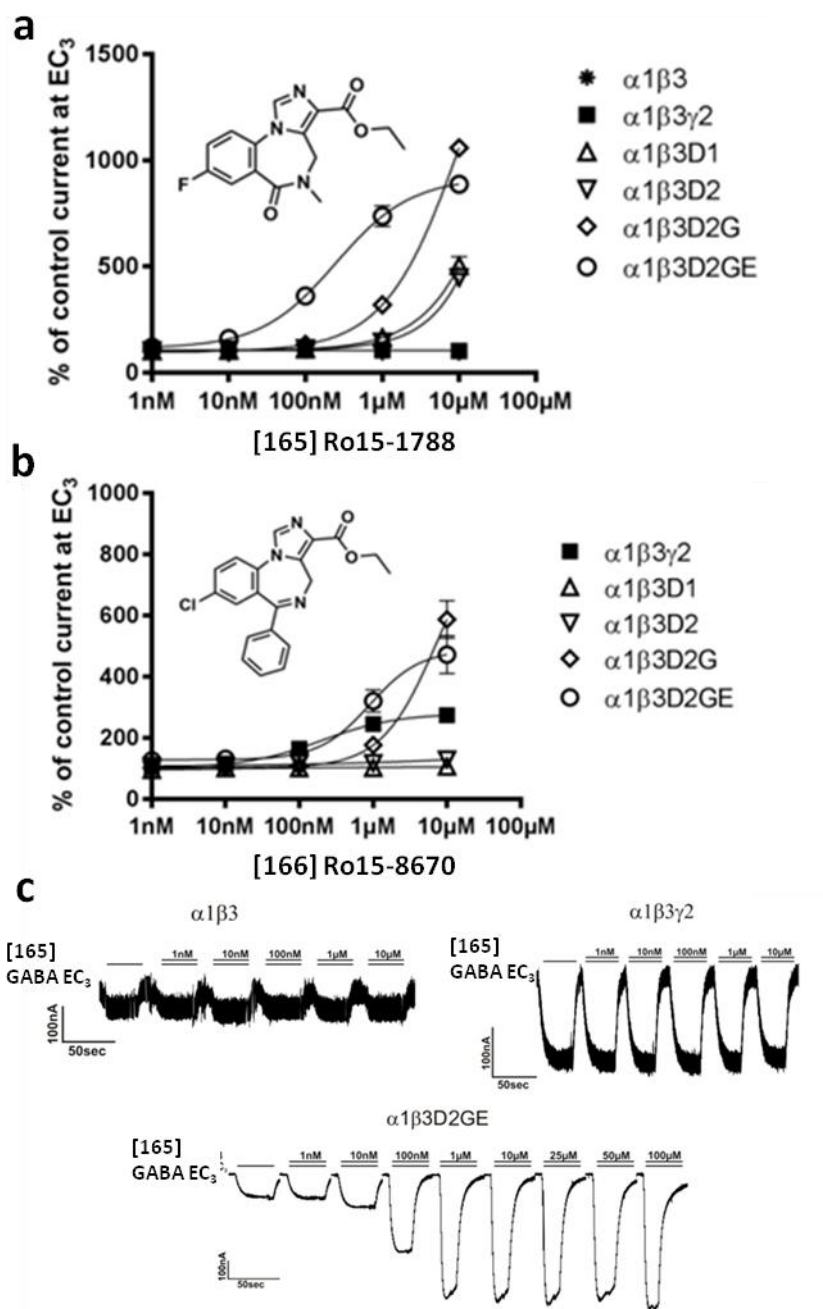 a
% of control current at EC3
1500
1000
500
0
1nM 10nM 100nM 1μM 10μM 100μM
[165] Ro15-1788
F
N
N
N
O
O
O
α1β3
α1β3γ2
α1β3D1
α1β3D2
α1β3D2G
α1β3D2GE
b
% of control current at EC3
1000
800
600
400
200
0
1nM 10nM 100nM 1μM 10μM 100μM
[166] Ro15-8670
Cl
N
N
N
O
O
α1β3γ2
α1β3D1
α1β3D2
α1β3D2G
α1β3D2GE
c
α1β3
[165] 1nM 10nM 100nM 1μM 10μM
GABA EC3
100nA
50sec
α1β3γ2
[165] 1nM 10nM 100nM 1μM 10μM
GABA EC3
100nA
50sec
α1β3D2GE
[165] 1nM 10nM 100nM 1μM 10μM 25μM 50μM 100μM
GABA EC3
100nA
50sec